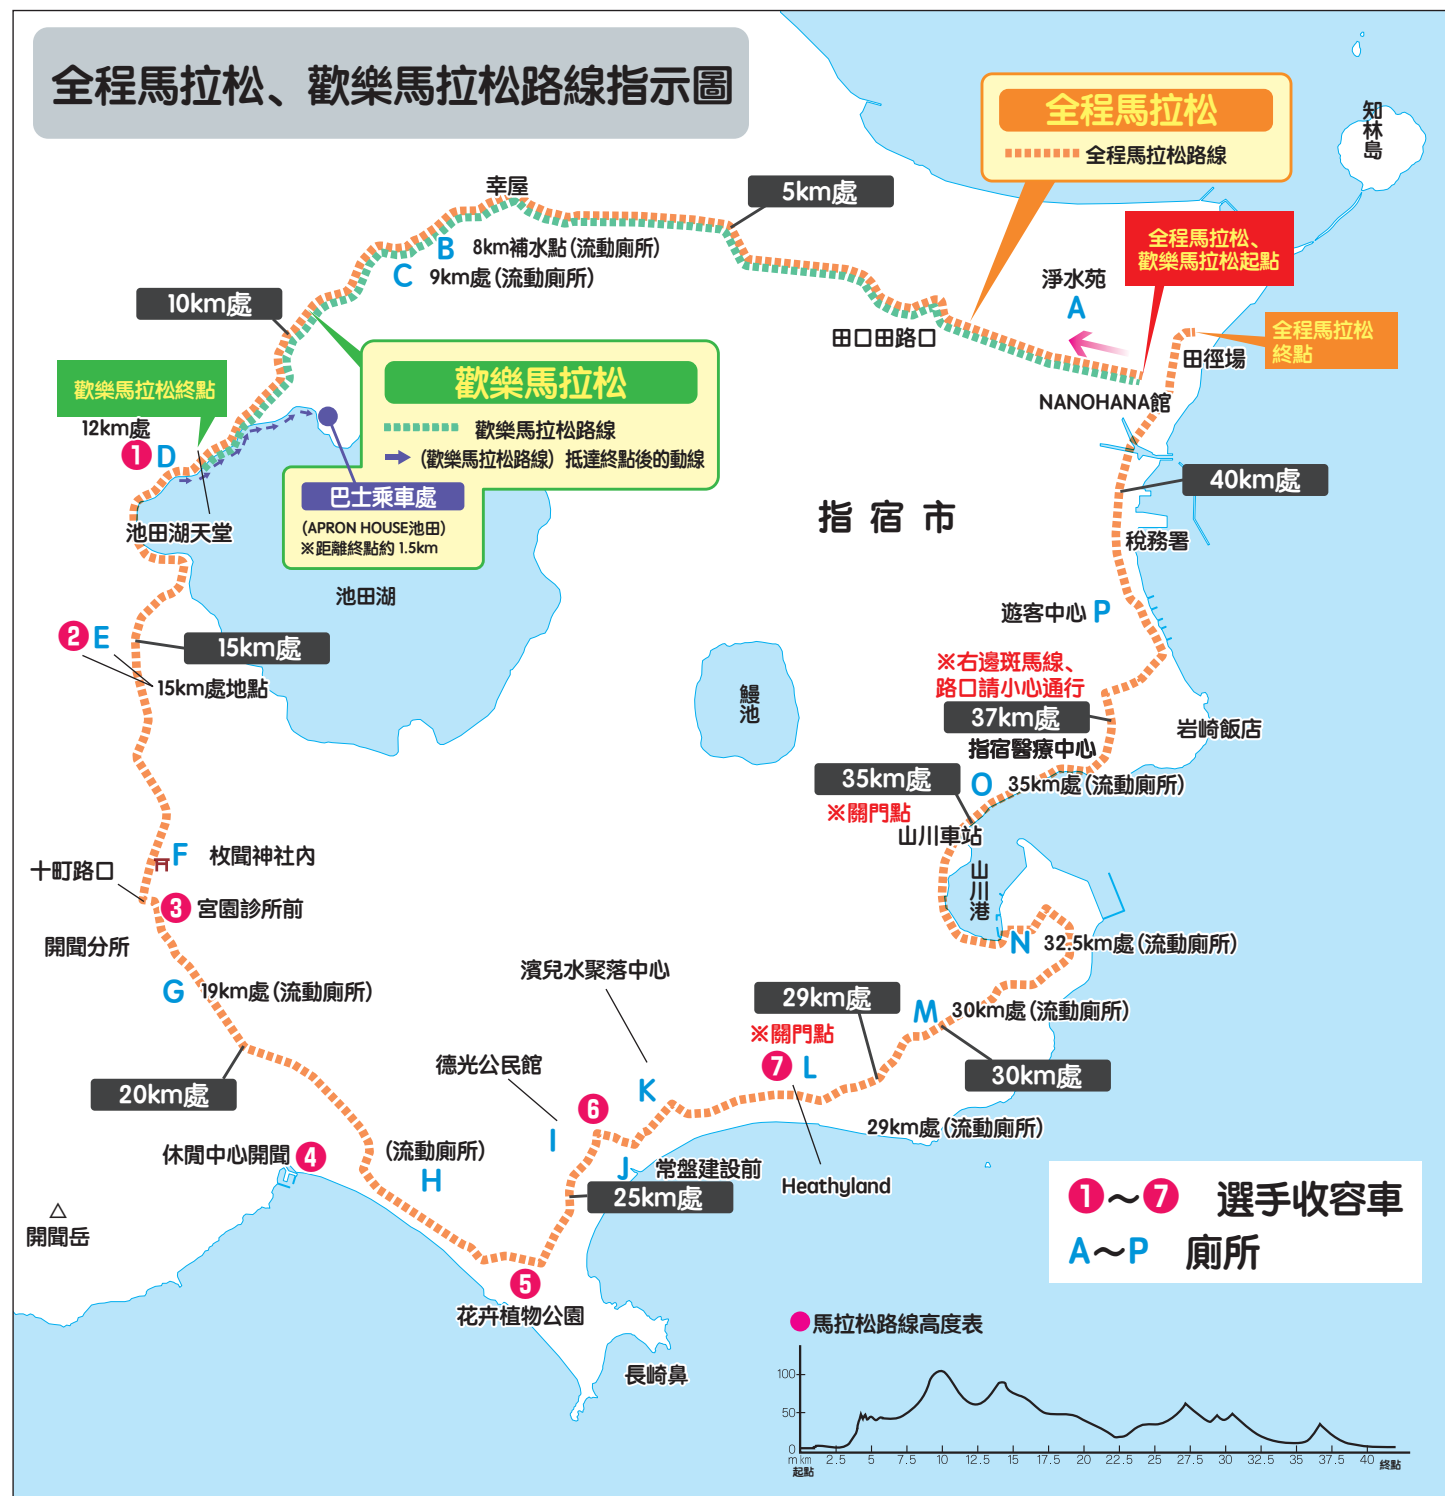 全程馬拉松、歡樂馬拉松路線指示圖
全程馬拉松
全程馬拉松路線
知林島
幸屋
5km處
B 8km補水點(流動廁所)
C 9km處(流動廁所)
全程馬拉松、
歡樂馬拉松起點
淨水苑
A
10km處
田口田路口
全程馬拉松
終點
田徑場
NANOHANA館
歡樂馬拉松終點
12km處
1 D
歡樂馬拉松
歡樂馬拉松路線
(歡樂馬拉松路線) 抵達終點後的動線
巴士乘車處
(APRON HOUSE池田)
※距離終點約 1.5km
池田湖天堂
池田湖
指宿市
40km處
稅務署
遊客中心 P
2 E
15km處
15km處地點
※右邊斑馬線、
路口請小心通行
37km處
指宿醫療中心
岩崎飯店
鰻池
35km處
※關門點
O 35km處(流動廁所)
山川車站
山川港
F 枚聞神社內
十町路口
3 宮園診所前
開聞分所
N 32.5km處(流動廁所)
G 19km處(流動廁所)
濱兒水聚落中心
29km處
※關門點
M 30km處(流動廁所)
7 L
30km處
20km處
德光公民館
K
6
I
29km處(流動廁所)
休閒中心開聞 4
(流動廁所)
H
J 常盤建設前
25km處
Heathyland
開聞岳
5
花卉植物公園
長崎鼻
1～7 選手收容車
A～P 廁所
馬拉松路線高度表
100
50
0
m km 2.5 5 7.5 10 12.5 15 17.5 20 22.5 25 27.5 30 32.5 35 37.5 40 終點
起點